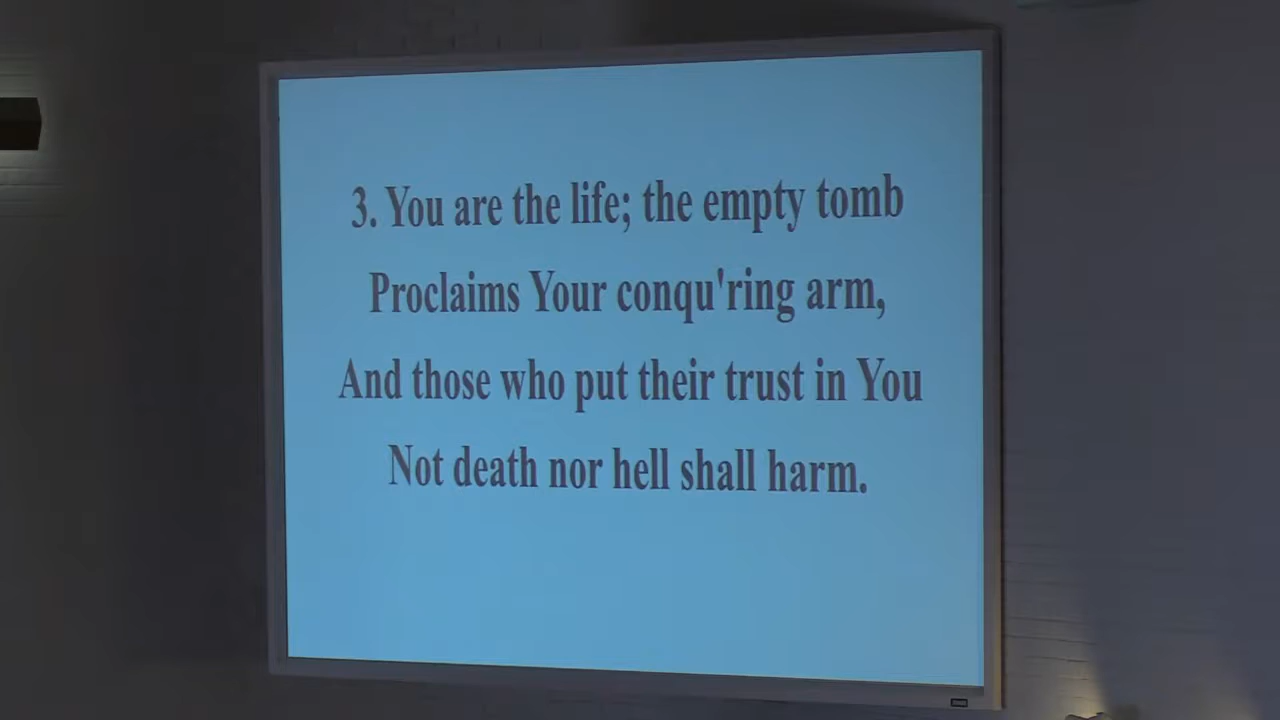 3. You are the life; the empty tomb
Proclaims Your conqu'ring arm,
And those who put their trust in You
Not death nor hell shall harm.